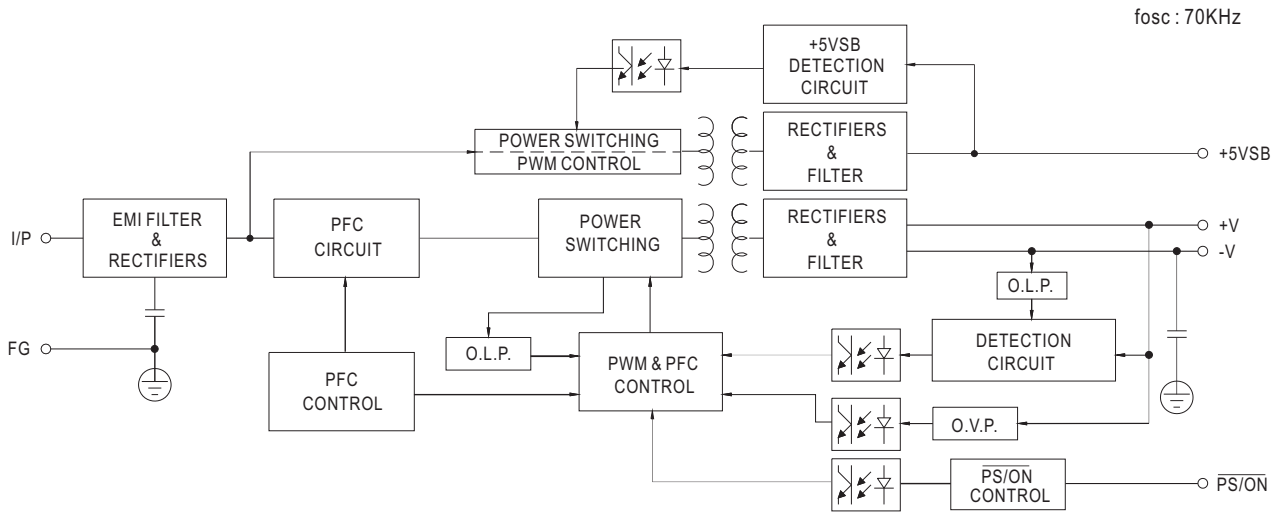 fosc : 70KHz
+5VSB
DETECTION
CIRCUIT
POWER SWITCHING
PWM CONTROL
RECTIFIERS
&
FILTER
+5VSB
I/P
EMI FILTER
&
RECTIFIERS
PFC
CIRCUIT
POWER
SWITCHING
RECTIFIERS
&
FILTER
+V
-V
O.L.P.
FG
O.L.P.
PFC
CONTROL
PWM & PFC
CONTROL
DETECTION
CIRCUIT
O.V.P.
PS/ON
CONTROL
PS/ON